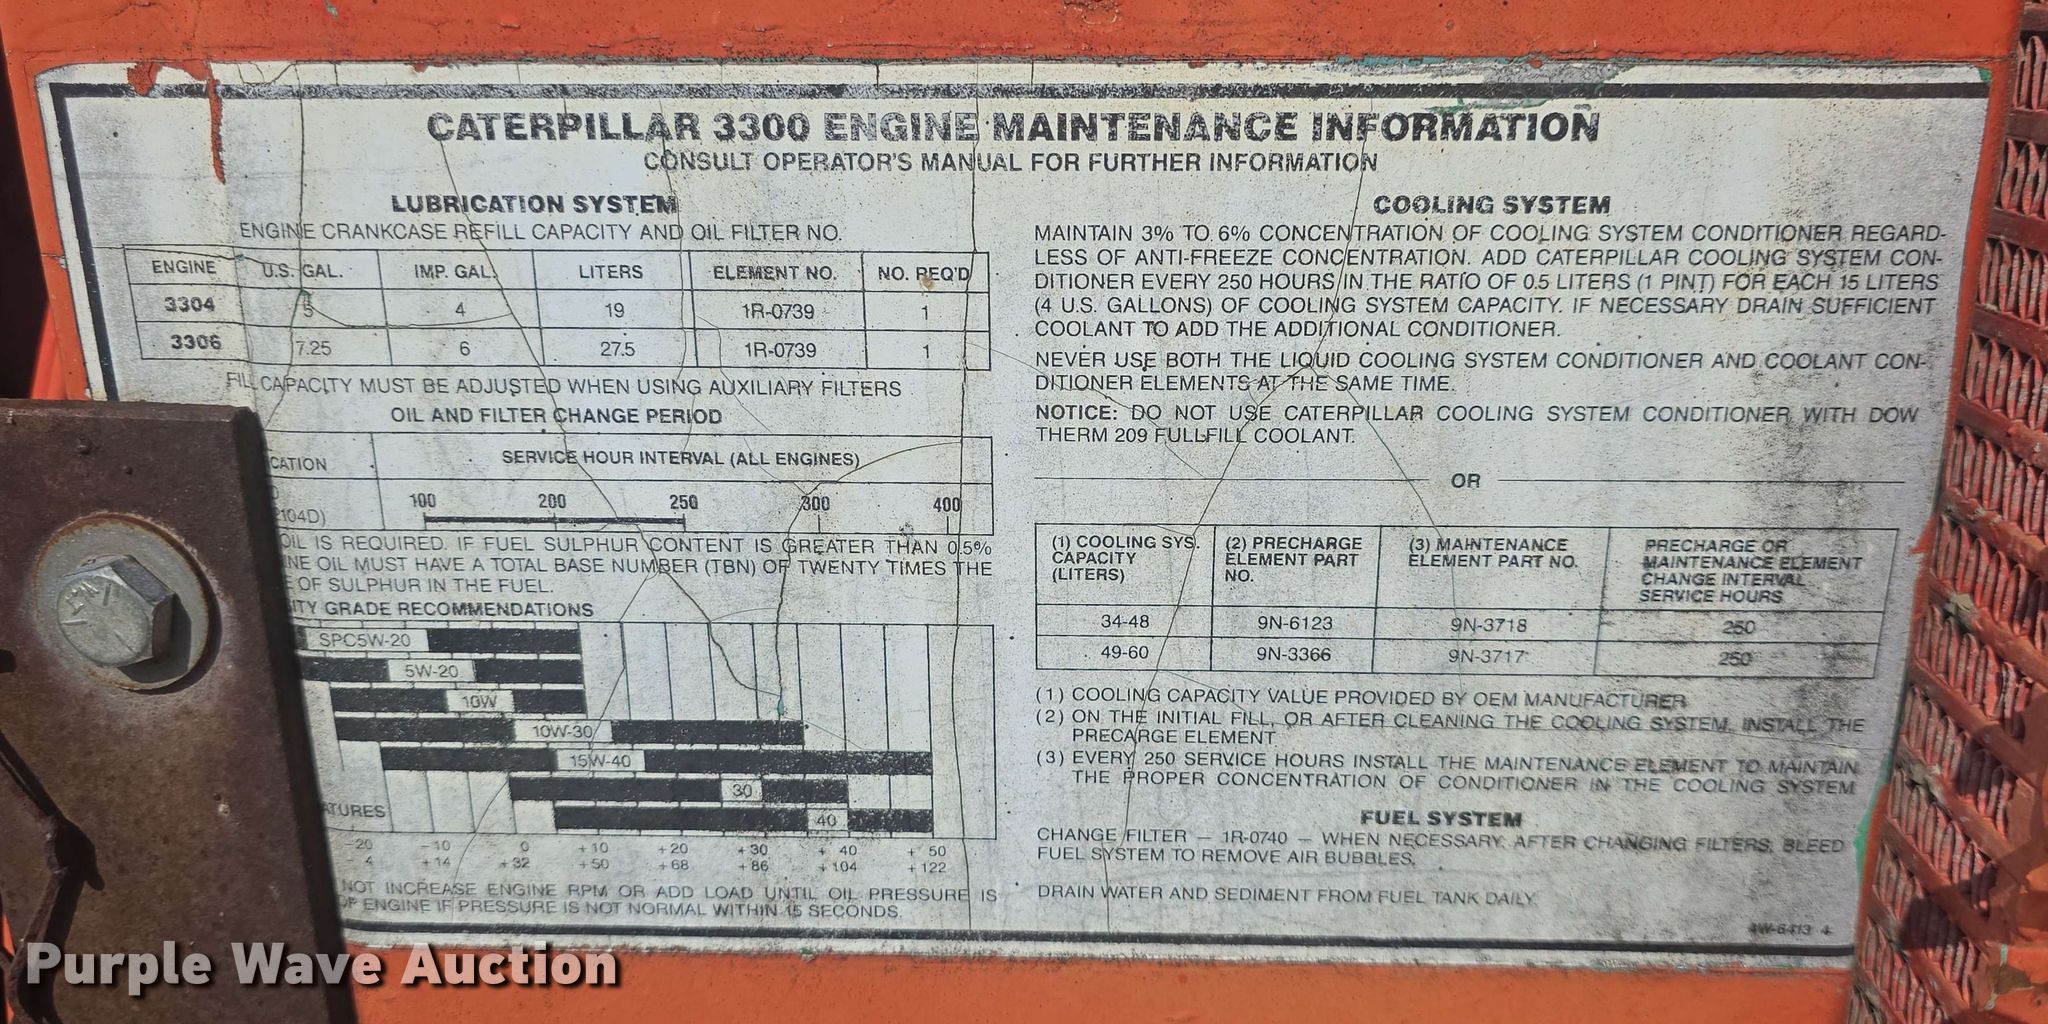 CATERPILLAR 3300 ENGINE MAINTENANCE INFORMATION
CONSULT OPERATOR'S MANUAL FOR FURTHER INFORMATION
LUBRICATION SYSTEM
ENGINE CRANKCASE REFILL CAPACITY AND OIL FILTER NO.
ENGINE U.S. GAL. IMP. GAL. LITERS ELEMENT NO. NO. REQ'D
3304 5 4 19 1R-0739 1
3306 7.25 6 27.5 1R-0739 1
FILL CAPACITY MUST BE ADJUSTED WHEN USING AUXILIARY FILTERS
OIL AND FILTER CHANGE PERIOD
CATION SERVICE HOUR INTERVAL (ALL ENGINES)
100 200 250 300 400
2104D)
OIL IS REQUIRED. IF FUEL SULPHUR CONTENT IS GREATER THAN 0.5%
INE OIL MUST HAVE A TOTAL BASE NUMBER (TBN) OF TWENTY TIMES THE
E OF SULPHUR IN THE FUEL.
ITY GRADE RECOMMENDATIONS
SPC5W-20
5W-20
10W
10W-30
15W-40
30
40
ATURES
-20 -10 0 +10 +20 +30 + 40 + 50
- 4 +14 +32 +50 +68 +86 +104 +122
NOT INCREASE ENGINE RPM OR ADD LOAD UNTIL OIL PRESSURE IS
OP ENGINE IF PRESSURE IS NOT NORMAL WITHIN 15 SECONDS.
COOLING SYSTEM
MAINTAIN 3% TO 6% CONCENTRATION OF COOLING SYSTEM CONDITIONER REGARD-
LESS OF ANTI-FREEZE CONCENTRATION. ADD CATERPILLAR COOLING SYSTEM CON-
DITIONER EVERY 250 HOURS IN THE RATIO OF 0.5 LITERS (1 PINT) FOR EACH 15 LITERS
(4 U.S. GALLONS) OF COOLING SYSTEM CAPACITY. IF NECESSARY DRAIN SUFFICIENT
COOLANT TO ADD THE ADDITIONAL CONDITIONER.
NEVER USE BOTH THE LIQUID COOLING SYSTEM CONDITIONER AND COOLANT CON-
DITIONER ELEMENTS AT THE SAME TIME.
NOTICE: DO NOT USE CATERPILLAR COOLING SYSTEM CONDITIONER WITH DOW
THERM 209 FULLFILL COOLANT.
OR
(1) COOLING SYS. CAPACITY (LITERS) (2) PRECHARGE ELEMENT PART NO. (3) MAINTENANCE ELEMENT PART NO. PRECHARGE OR MAINTENANCE ELEMENT CHANGE INTERVAL SERVICE HOURS
34-48 9N-6123 9N-3718 250
49-60 9N-3366 9N-3717 250
(1) COOLING CAPACITY VALUE PROVIDED BY OEM MANUFACTURER
(2) ON THE INITIAL FILL, OR AFTER CLEANING THE COOLING SYSTEM, INSTALL THE
PRECARGE ELEMENT
(3) EVERY 250 SERVICE HOURS INSTALL THE MAINTENANCE ELEMENT TO MAINTAIN
THE PROPER CONCENTRATION OF CONDITIONER IN THE COOLING SYSTEM
FUEL SYSTEM
CHANGE FILTER - 1R-0740 - WHEN NECESSARY. AFTER CHANGING FILTERS, BLEED
FUEL SYSTEM TO REMOVE AIR BUBBLES.
DRAIN WATER AND SEDIMENT FROM FUEL TANK DAILY.
4W-6413 4
Purple Wave Auction